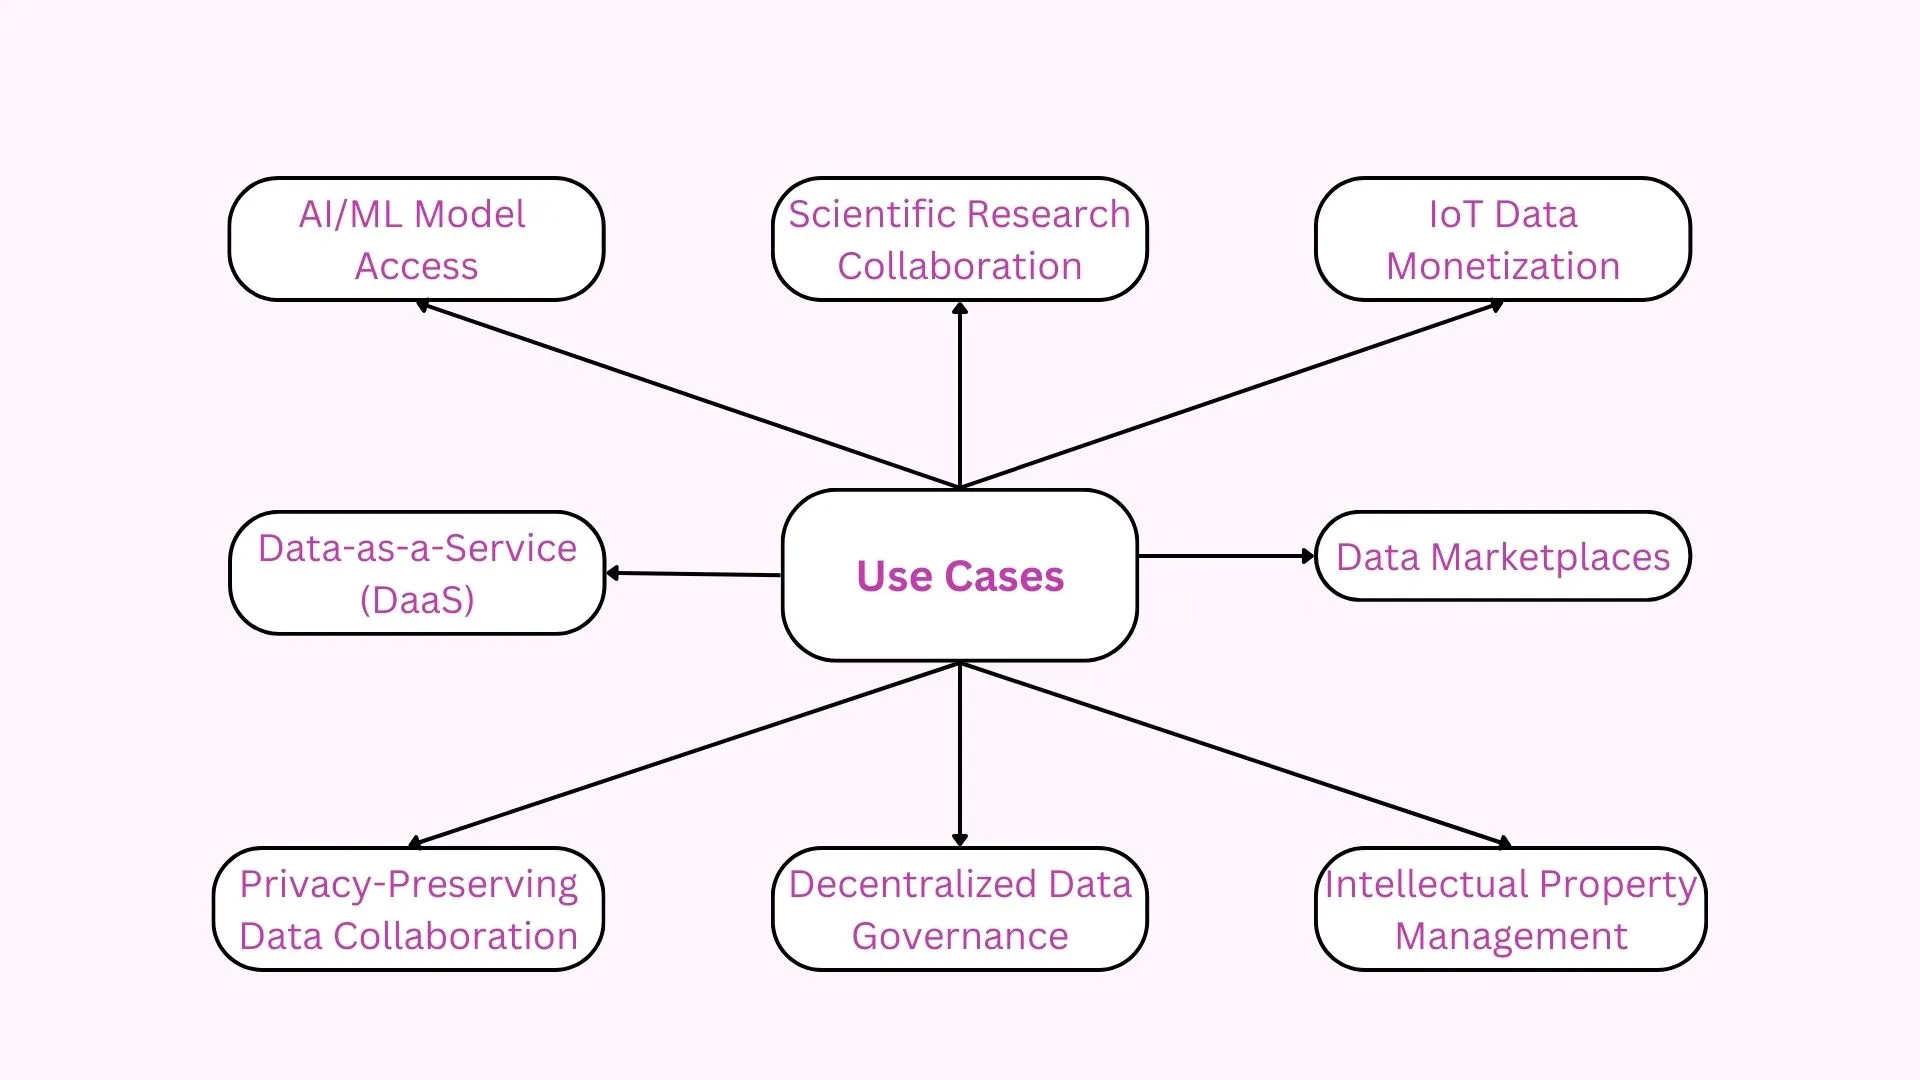 AI/ML Model
Access
Scientific Research
Collaboration
IoT Data
Monetization
Data-as-a-Service
(DaaS)
Use Cases
Data Marketplaces
Privacy-Preserving
Data Collaboration
Decentralized Data
Governance
Intellectual Property
Management